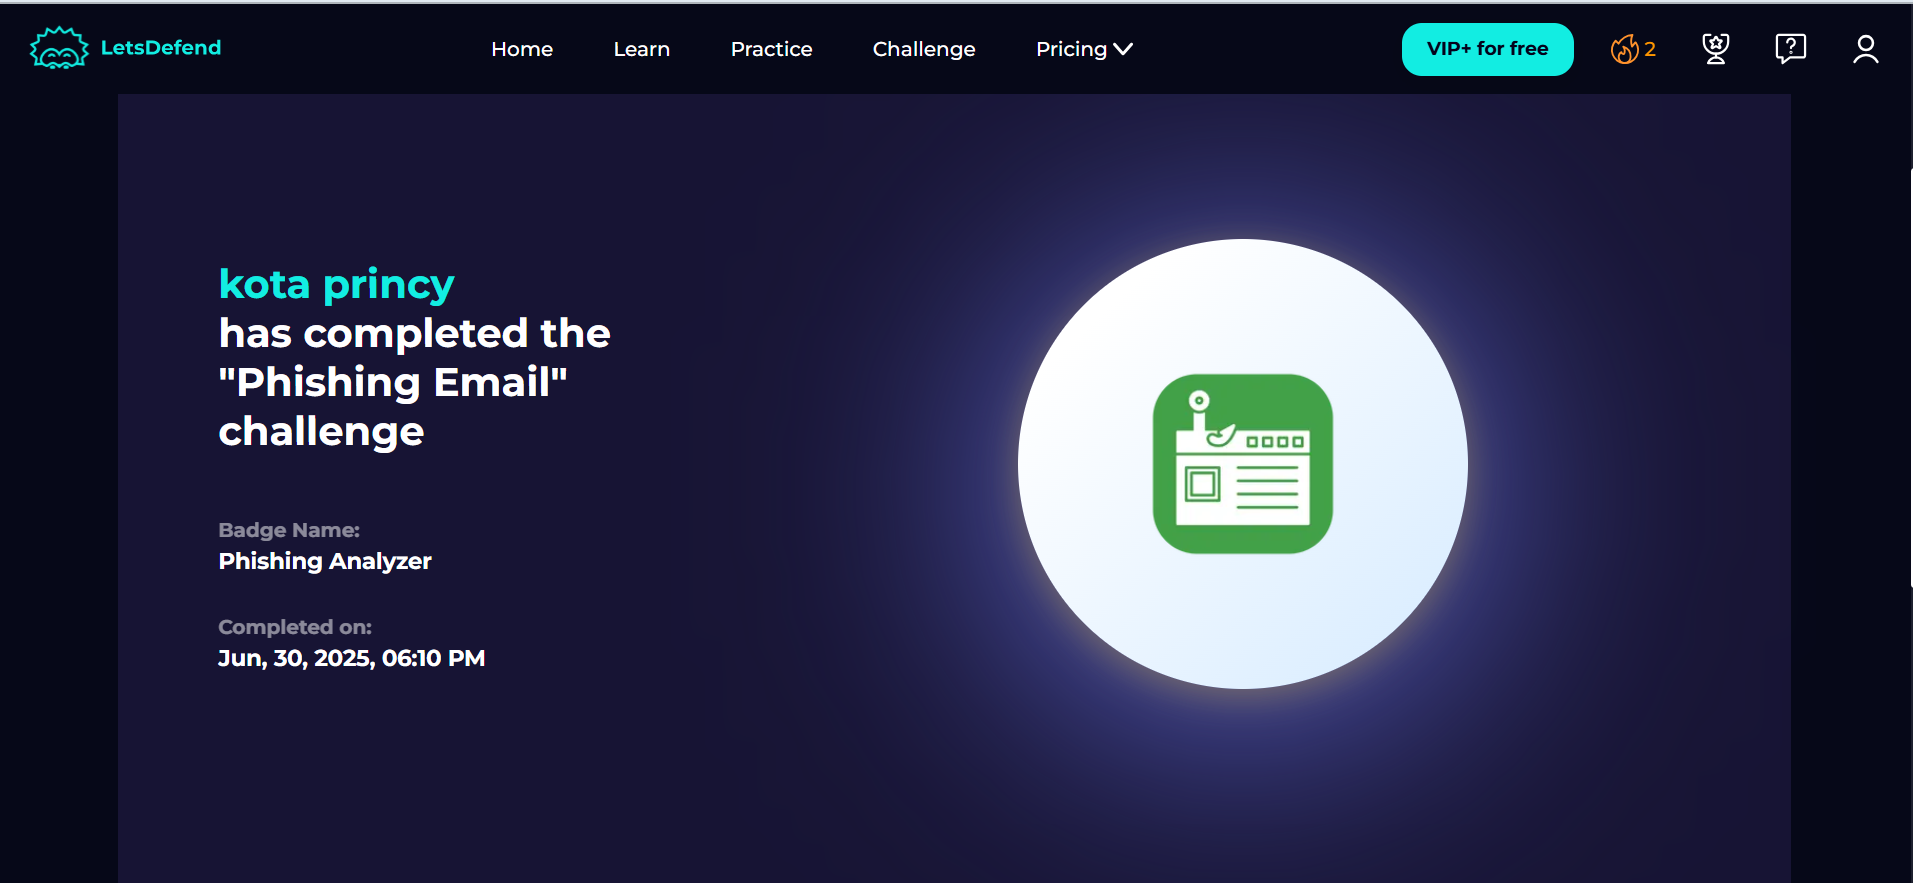 LetsDefend
Home
Learn
Practice
Challenge
Pricing
VIP+ for free
2
kota princy
has completed the
"Phishing Email"
challenge
Badge Name:
Phishing Analyzer
Completed on:
Jun, 30, 2025, 06:10 PM